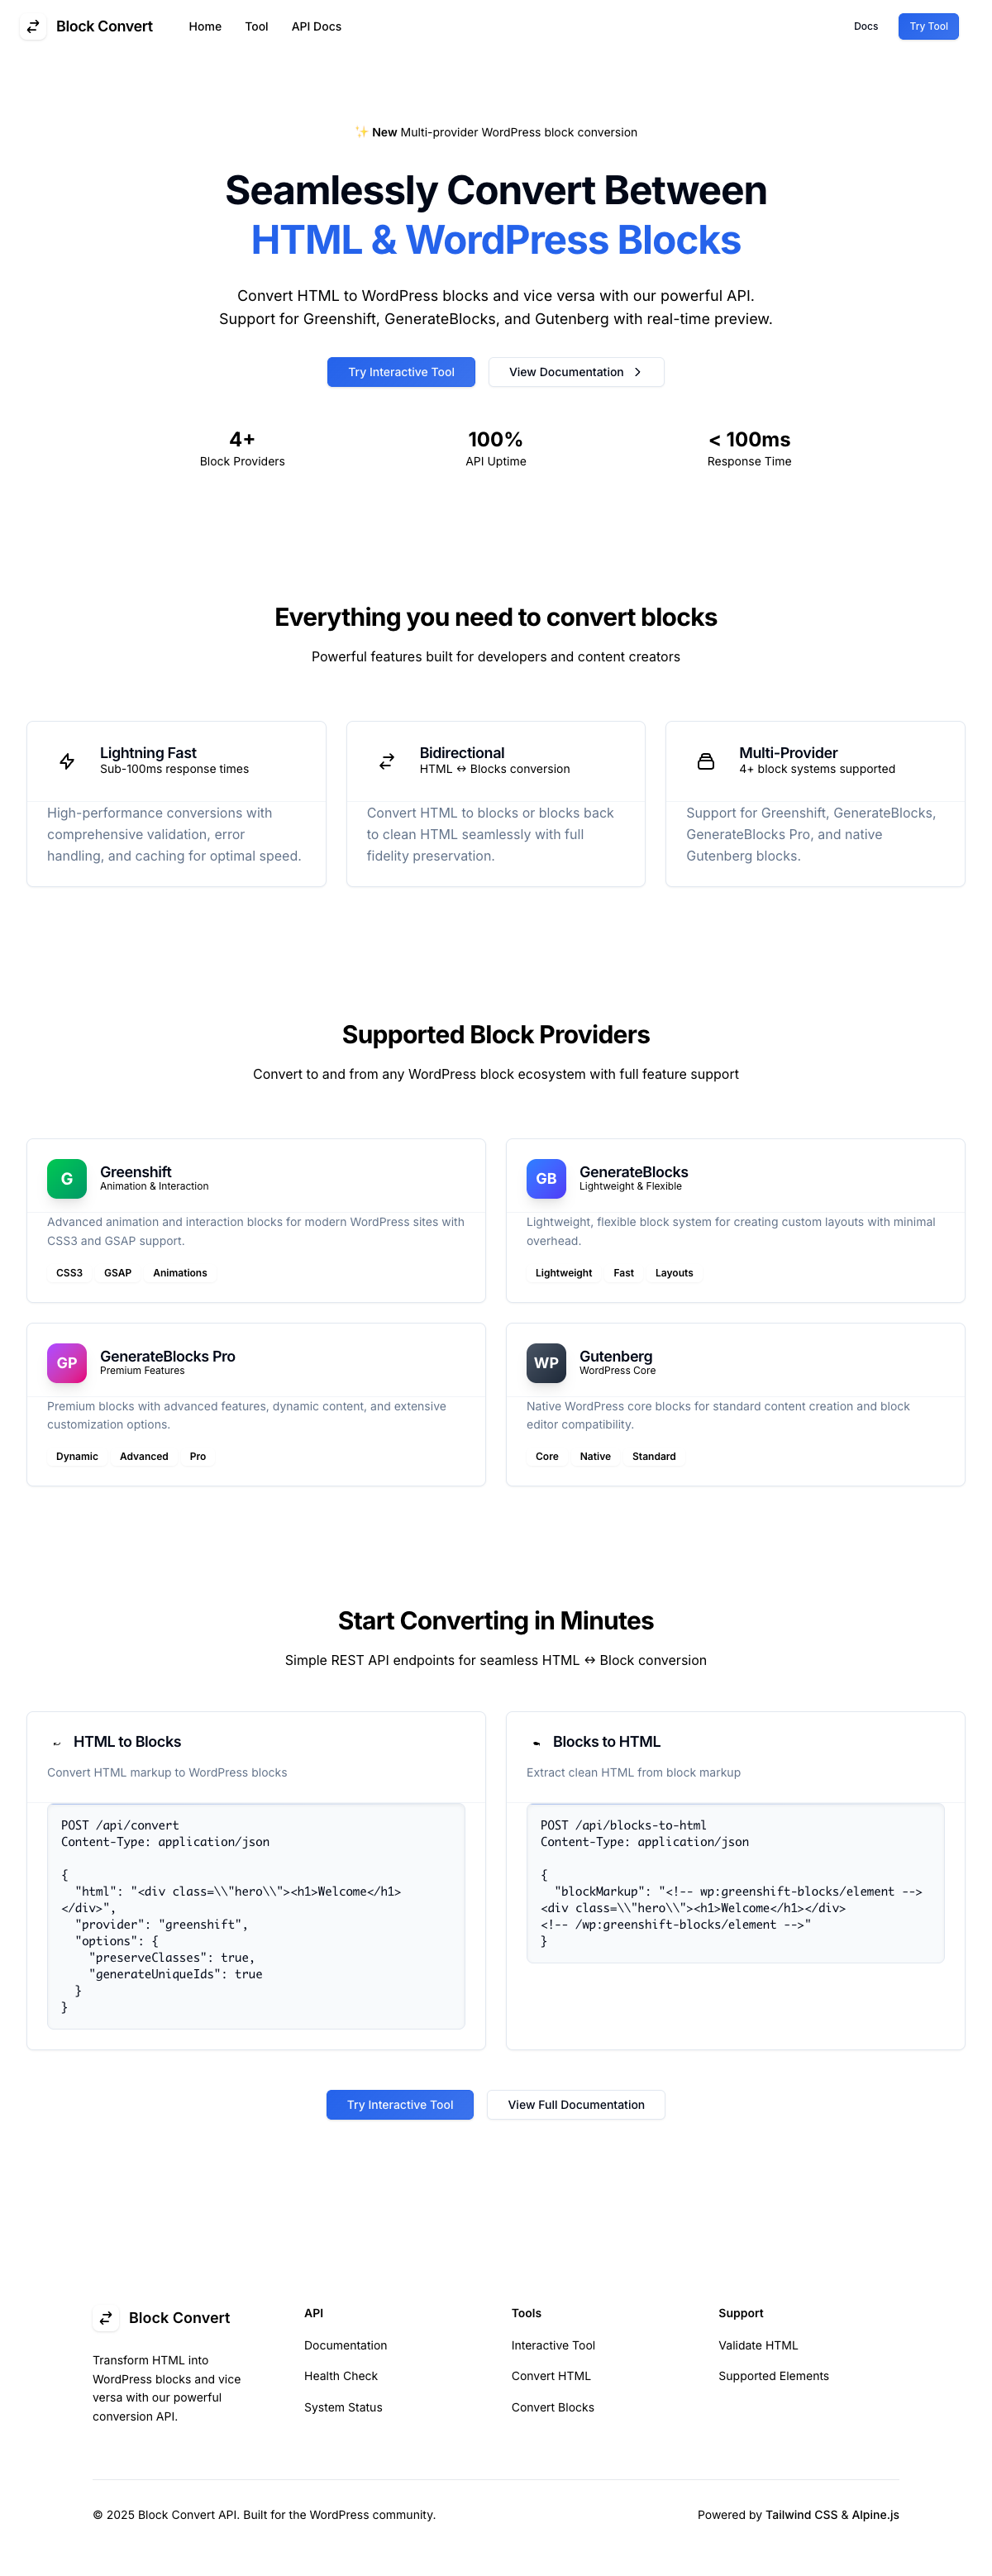 Block Convert
Home
Tool
API Docs
Docs
Try Tool
✨ New Multi-provider WordPress block conversion
Seamlessly Convert Between
HTML & WordPress Blocks
Convert HTML to WordPress blocks and vice versa with our powerful API.
Support for Greenshift, GenerateBlocks, and Gutenberg with real-time preview.
Try Interactive Tool
View Documentation
4+
Block Providers
100%
API Uptime
< 100ms
Response Time
Everything you need to convert blocks
Powerful features built for developers and content creators
Lightning Fast
Sub-100ms response times
High-performance conversions with
comprehensive validation, error
handling, and caching for optimal speed.
Bidirectional
HTML ↔ Blocks conversion
Convert HTML to blocks or blocks back
to clean HTML seamlessly with full
fidelity preservation.
Multi-Provider
4+ block systems supported
Support for Greenshift, GenerateBlocks,
GenerateBlocks Pro, and native
Gutenberg blocks.
Supported Block Providers
Convert to and from any WordPress block ecosystem with full feature support
G
Greenshift
Animation & Interaction
Advanced animation and interaction blocks for modern WordPress sites with
CSS3 and GSAP support.
CSS3
GSAP
Animations
GB
GenerateBlocks
Lightweight & Flexible
Lightweight, flexible block system for creating custom layouts with minimal
overhead.
Lightweight
Fast
Layouts
GP
GenerateBlocks Pro
Premium Features
Premium blocks with advanced features, dynamic content, and extensive
customization options.
Dynamic
Advanced
Pro
WP
Gutenberg
WordPress Core
Native WordPress core blocks for standard content creation and block
editor compatibility.
Core
Native
Standard
Start Converting in Minutes
Simple REST API endpoints for seamless HTML ↔ Block conversion
HTML to Blocks
Convert HTML markup to WordPress blocks
POST /api/convert
Content-Type: application/json
{
"html": "<div class=\\"hero\\"><h1>Welcome</h1>
</div>",
"provider": "greenshift",
"options": {
"preserveClasses": true,
"generateUniqueIds": true
}
}
Blocks to HTML
Extract clean HTML from block markup
POST /api/blocks-to-html
Content-Type: application/json
{
"blockMarkup": "<!-- wp:greenshift-blocks/element -->
<div class=\\"hero\\"><h1>Welcome</h1></div>
<!-- /wp:greenshift-blocks/element -->"
}
Try Interactive Tool
View Full Documentation
Block Convert
Transform HTML into
WordPress blocks and vice
versa with our powerful
conversion API.
API
Documentation
Health Check
System Status
Tools
Interactive Tool
Convert HTML
Convert Blocks
Support
Validate HTML
Supported Elements
© 2025 Block Convert API. Built for the WordPress community.
Powered by Tailwind CSS & Alpine.js